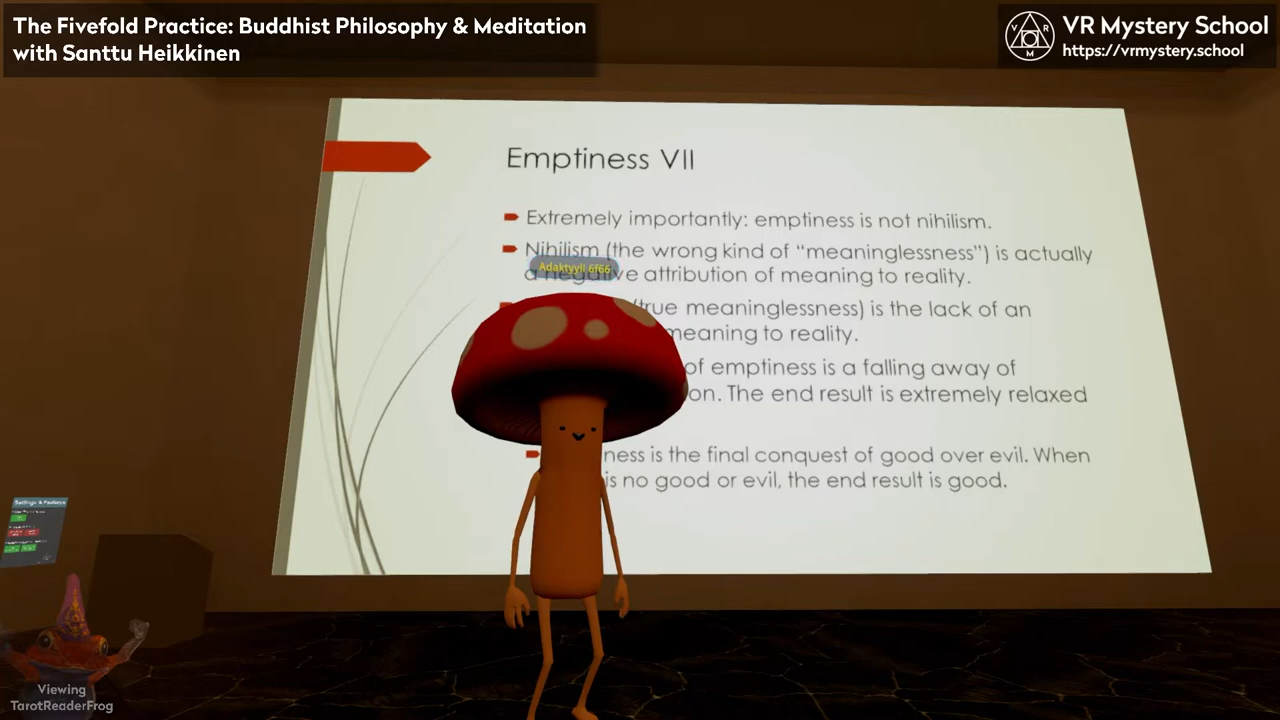 The Fivefold Practice: Buddhist Philosophy & Meditation
with Santtu Heikkinen
VR Mystery School
https://vrmystery.school
V R
M
Emptiness VII
Extremely importantly: emptiness is not nihilism.
Nihilism (the wrong kind of “meaninglessness”) is actually
a negative attribution of meaning to reality.
Adaktyyli 6f66
(true meaninglessness) is the lack of an
meaning to reality.
of emptiness is a falling away of
on. The end result is extremely relaxed
ness is the final conquest of good over evil. When
is no good or evil, the end result is good.
Viewing
TarotReaderFrog